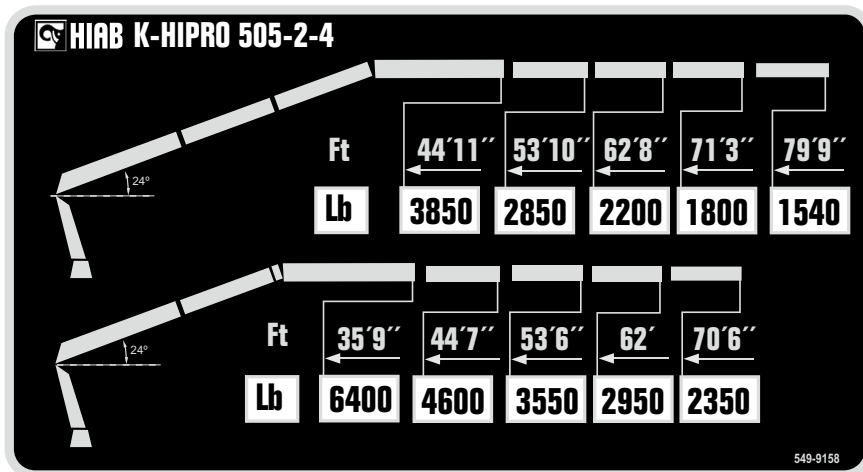 HIAB K-HIPRO 505-2-4
Ft 44´11´´ 53´10´´ 62´8´´ 71´3´´ 79´9´´
24º
Lb 3850 2850 2200 1800 1540
Ft 35´9´´ 44´7´´ 53´6´´ 62´ 70´6´´
24º
Lb 6400 4600 3550 2950 2350
549-9158